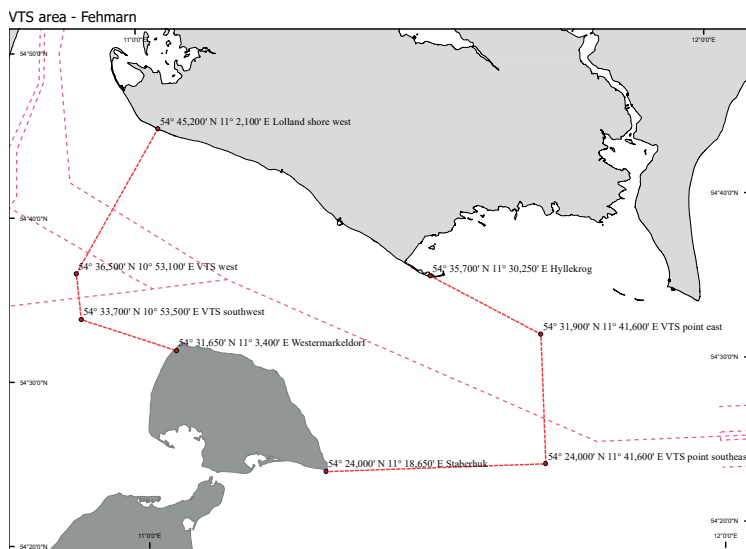 VTS area - Fehmarn
11°0'0"E
12°0'0"E
54°50'0"N
54° 45,200' N 11° 2,100' E Lolland shore west
54°40'0"N
54°40'0"N
54° 36,500' N 10° 53,100' E VTS west
54° 35,700' N 11° 30,250' E Hyllekrog
54° 33,700' N 10° 53,500' E VTS southwest
54° 31,900' N 11° 41,600' E VTS point east
54° 31,650' N 11° 3,400' E Westermarkeldorf
54°30'0"N
54°30'0"N
54° 24,000' N 11° 18,650' E Staberhuk
54° 24,000' N 11° 41,600' E VTS point southeas
54°20'0"N
54°20'0"N
11°0'0"E
12°0'0"E